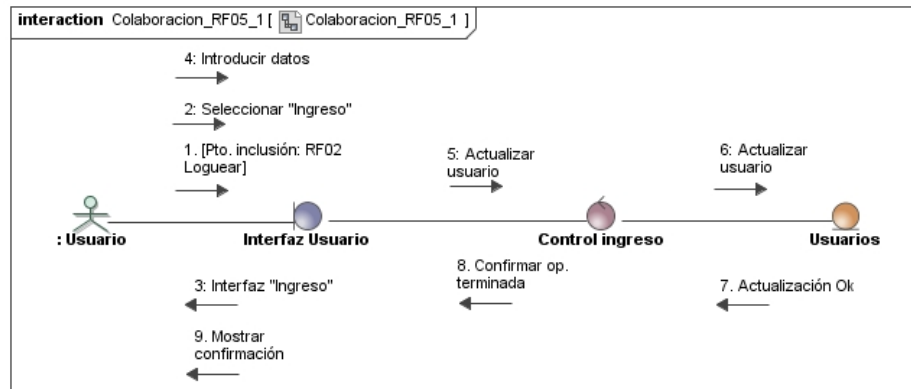 interaction Colaboracion_RF05_1 [ Colaboracion_RF05_1 ]
4: Introducir datos
2: Seleccionar "Ingreso"
1. [Pto. inclusión: RF02
Loguear]
5: Actualizar
usuario
6: Actualizar
usuario
: Usuario
Interfaz Usuario
Control ingreso
Usuarios
3: Interfaz "Ingreso"
8. Confirmar op.
terminada
7. Actualización Ok
9. Mostrar
confirmación